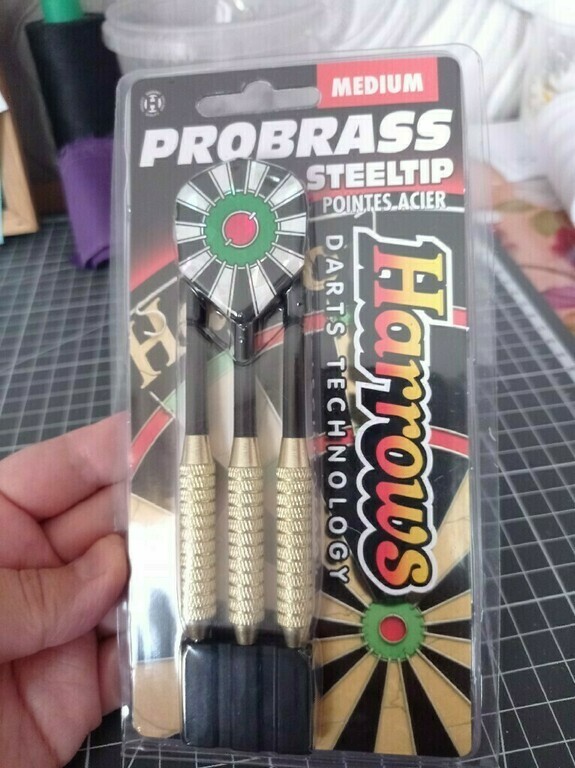 MEDIUM
PROBRASS
STEELTIP
POINTES ACIER
Harrows
DARTS TECHNOLOGY
H